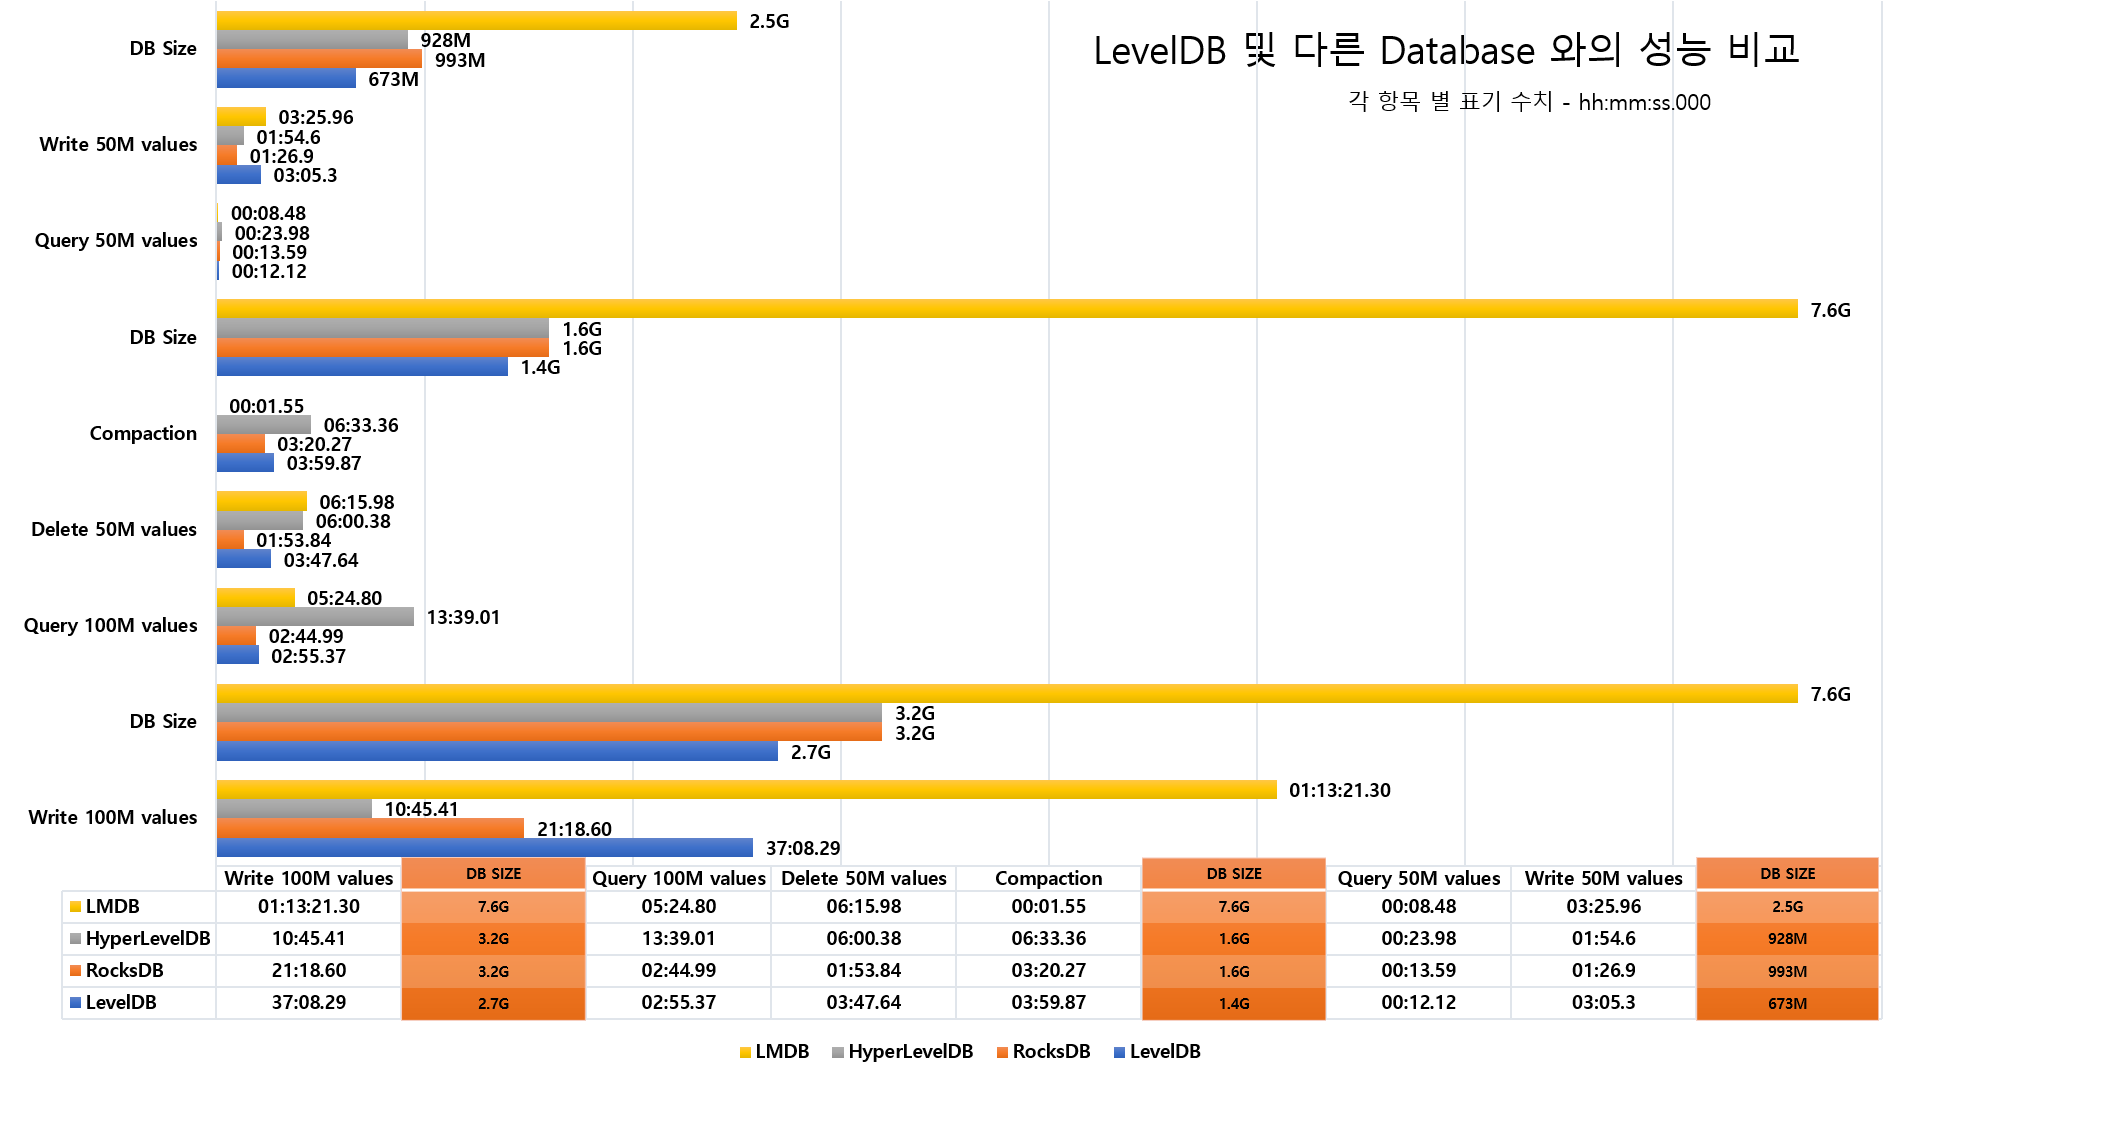 LevelDB 및 다른 Database 와의 성능 비교
각 항목 별 표기 수치 - hh:mm:ss.000
DB Size
2.5G
928M
993M
673M
Write 50M values
03:25.96
01:54.6
01:26.9
03:05.3
Query 50M values
00:08.48
00:23.98
00:13.59
00:12.12
DB Size
7.6G
1.6G
1.6G
1.4G
Compaction
00:01.55
06:33.36
03:20.27
03:59.87
Delete 50M values
06:15.98
06:00.38
01:53.84
03:47.64
Query 100M values
05:24.80
13:39.01
02:44.99
02:55.37
DB Size
7.6G
3.2G
3.2G
2.7G
Write 100M values
01:13:21.30
10:45.41
21:18.60
37:08.29
Write 100M values DB SIZE Query 100M values Delete 50M values Compaction DB SIZE Query 50M values Write 50M values DB SIZE
LMDB 01:13:21.30 7.6G 05:24.80 06:15.98 00:01.55 7.6G 00:08.48 03:25.96 2.5G
HyperLevelDB 10:45.41 3.2G 13:39.01 06:00.38 06:33.36 1.6G 00:23.98 01:54.6 928M
RocksDB 21:18.60 3.2G 02:44.99 01:53.84 03:20.27 1.6G 00:13.59 01:26.9 993M
LevelDB 37:08.29 2.7G 02:55.37 03:47.64 03:59.87 1.4G 00:12.12 03:05.3 673M
LMDB HyperLevelDB RocksDB LevelDB